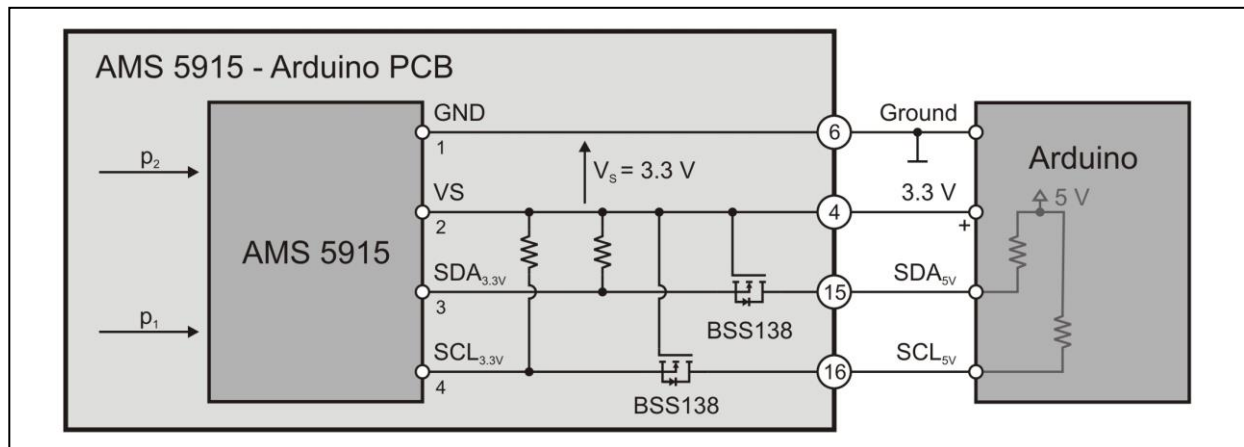 AMS 5915 - Arduino PCB
GND
1
6
Ground
Arduino
p₂
Vₛ = 3.3 V
5 V
VS
2
4
3.3 V
+
AMS 5915
SDA₃.₃ᵥ
3
15
SDA₅ᵥ
BSS138
p₁
SCL₃.₃ᵥ
4
16
SCL₅ᵥ
BSS138